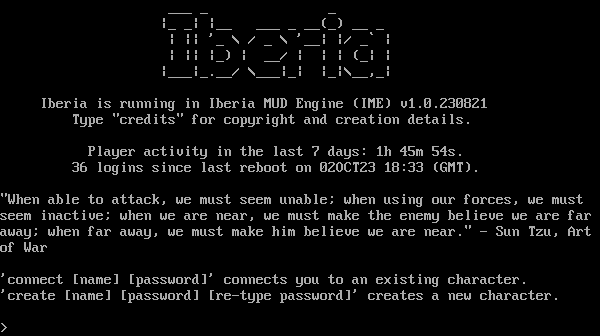 Iberia
Iberia is running in Iberia MUD Engine (IME) v1.0.230821
Type "credits" for copyright and creation details.
Player activity in the last 7 days: 1h 45m 54s.
36 logins since last reboot on 02OCT23 18:33 (GMT).
"When able to attack, we must seem unable; when using our forces, we must
seem inactive; when we are near, we must make the enemy believe we are far
away; when far away, we must make him believe we are near." - Sun Tzu, Art
of War
'connect [name] [password]' connects you to an existing character.
'create [name] [password] [re-type password]' creates a new character.
>